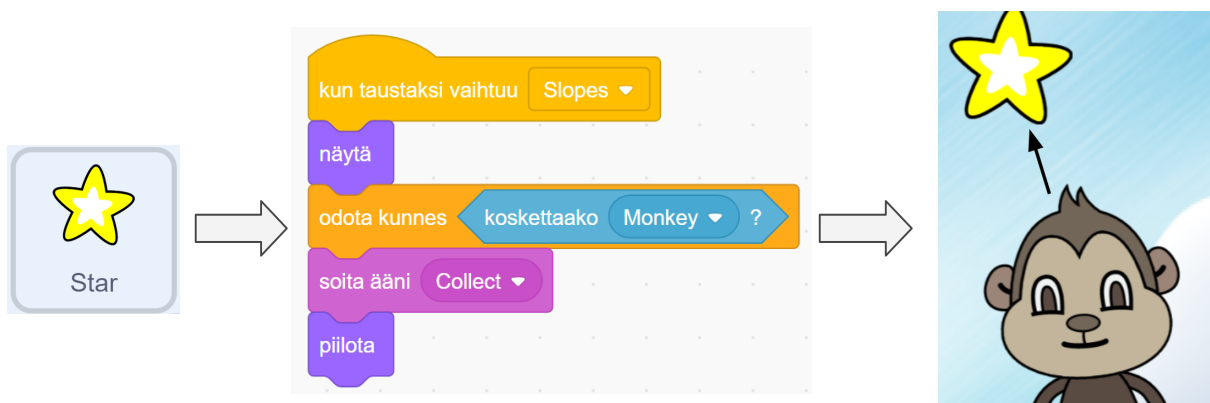 Star
kun taustaksi vaihtuu Slopes
näytä
odota kunnes koskettaako Monkey ?
soita ääni Collect
piilota